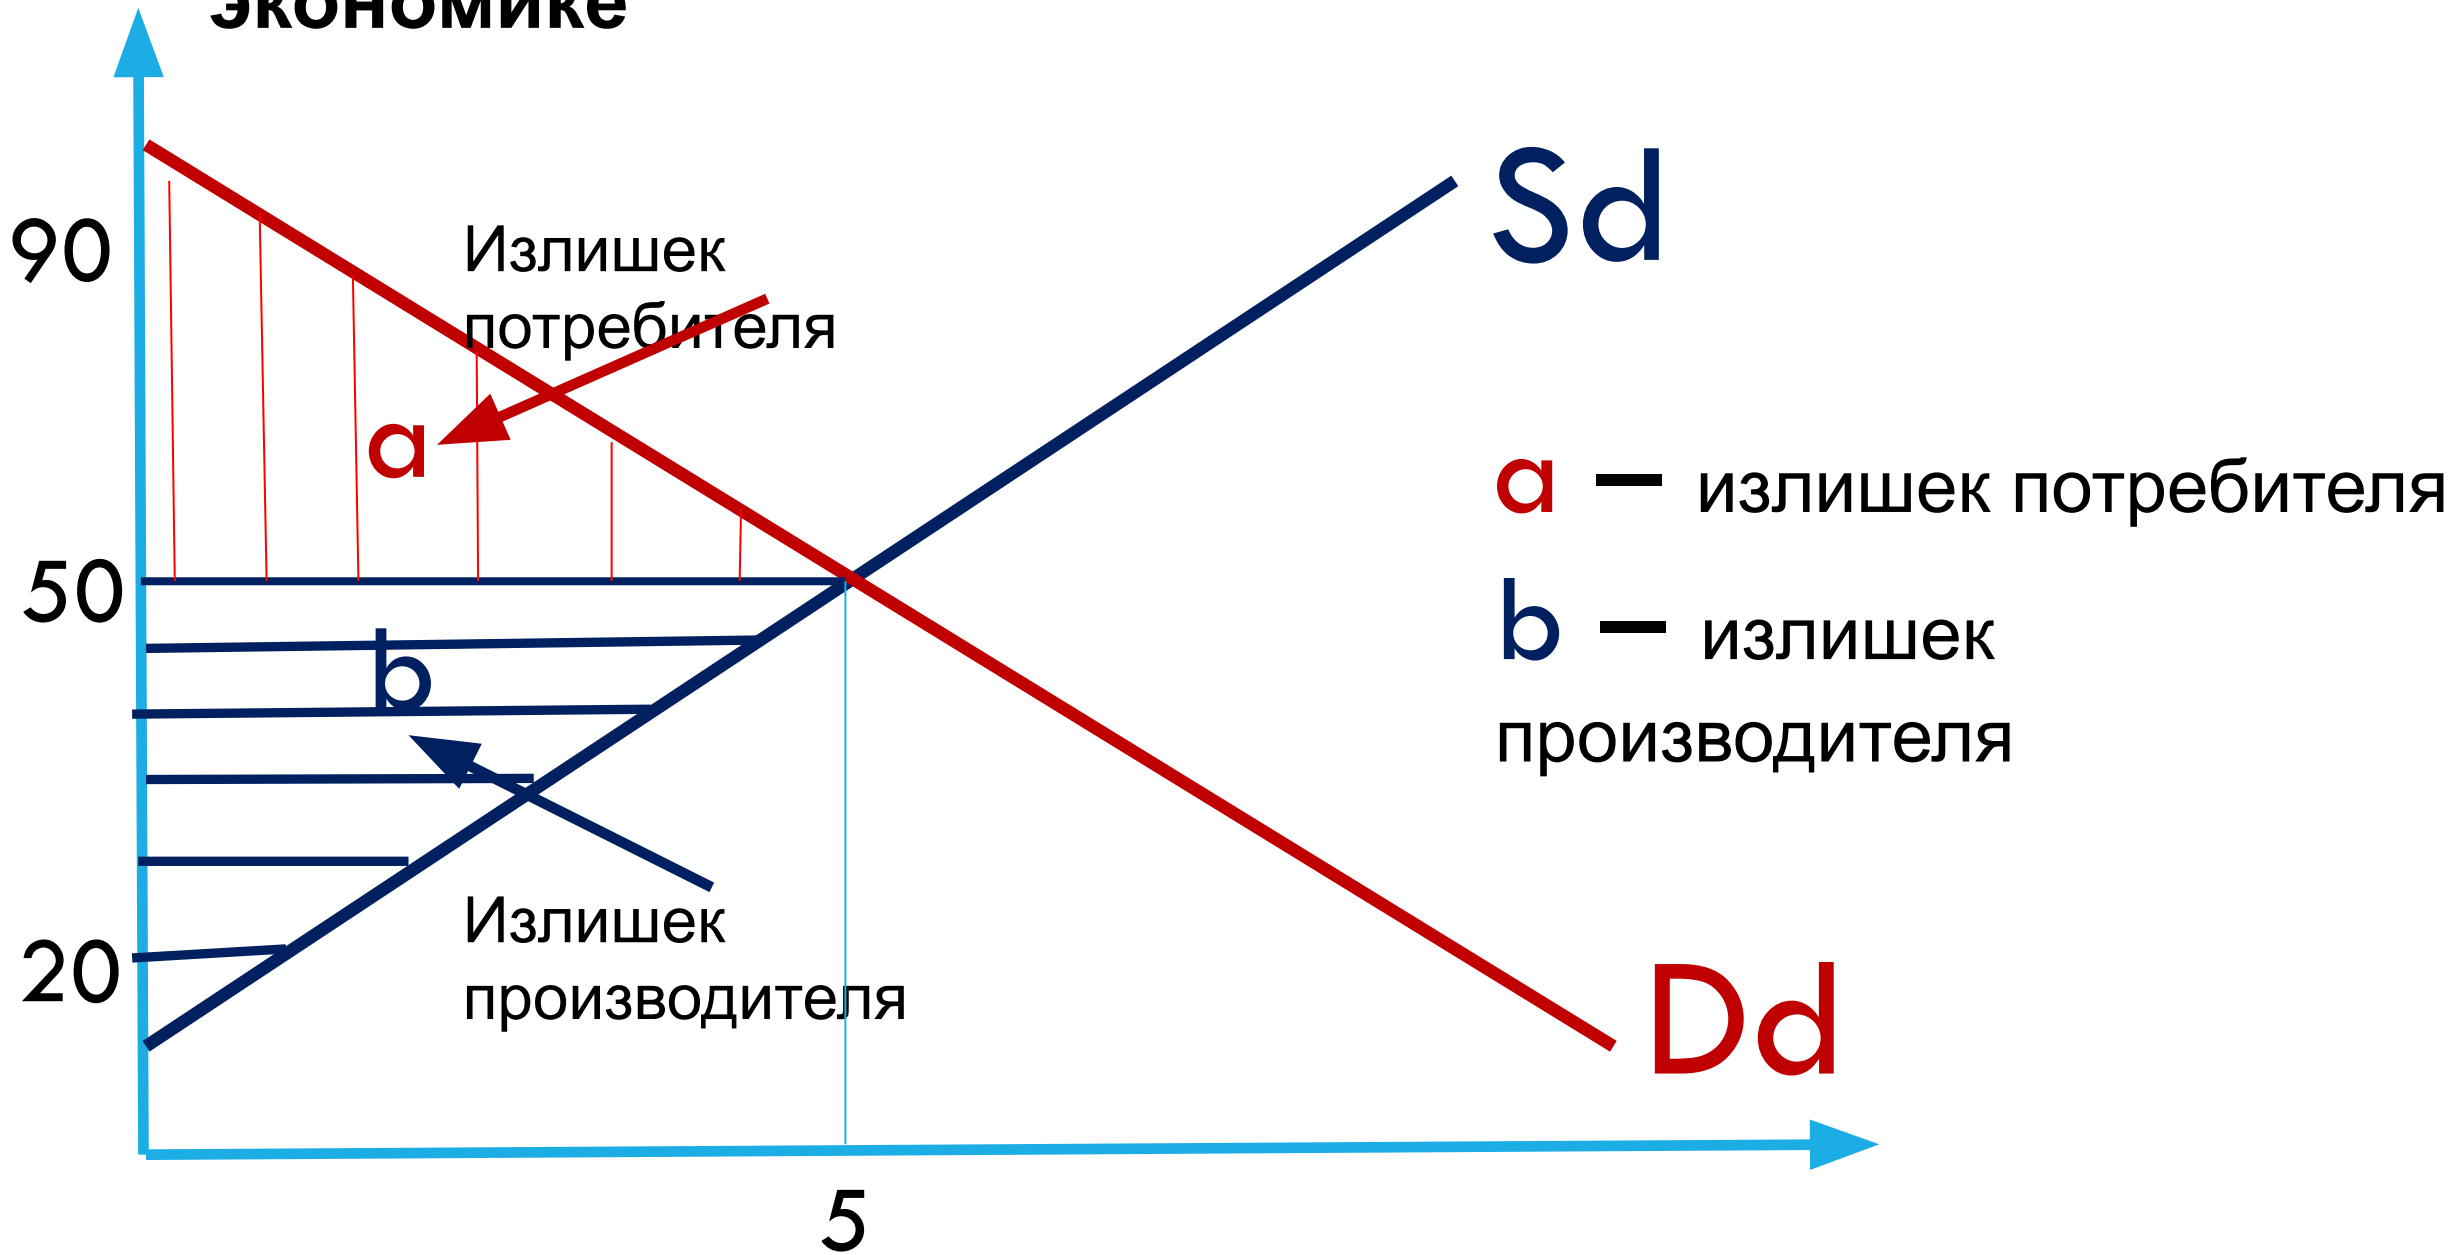 экономике
90
50
20
5
Излишек
потребителя
a
b
Излишек
производителя
Sd
Dd
a — излишек потребителя
b — излишек
производителя